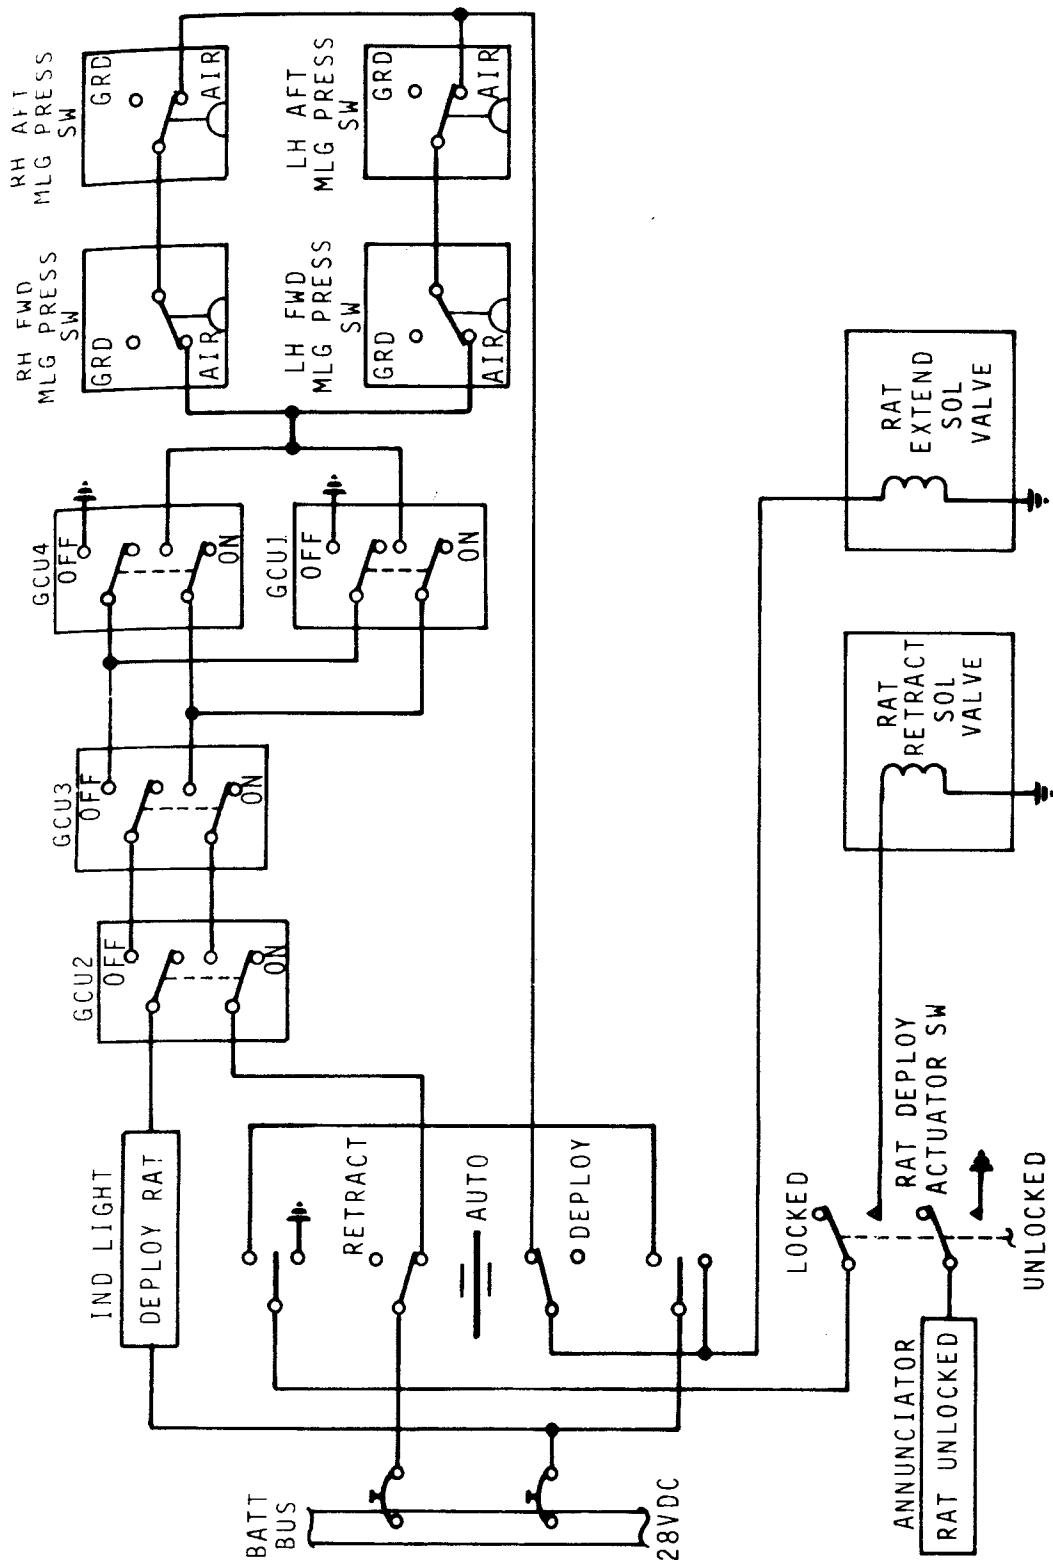 BATT
BUS
28VDC
IND LIGHT
DEPLOY RAT
RETRACT
AUTO
DEPLOY
ANNUNCIATOR
RAT UNLOCKED
LOCKED
UNLOCKED
RAT DEPLOY
ACTUATOR SW
GCU2
OFF
ON
GCU3
OFF
ON
GCU4
OFF
ON
GCU1
OFF
ON
RAT
RETRACT
SOL
VALVE
RAT
EXTEND
SOL
VALVE
RH FWD
MLG PRESS
SW
GRD
AIR
LH FWD
MLG PRESS
SW
GRD
AIR
RH AFT
MLG PRESS
SW
GRD
AIR
LH AFT
MLG PRESS
SW
GRD
AIR